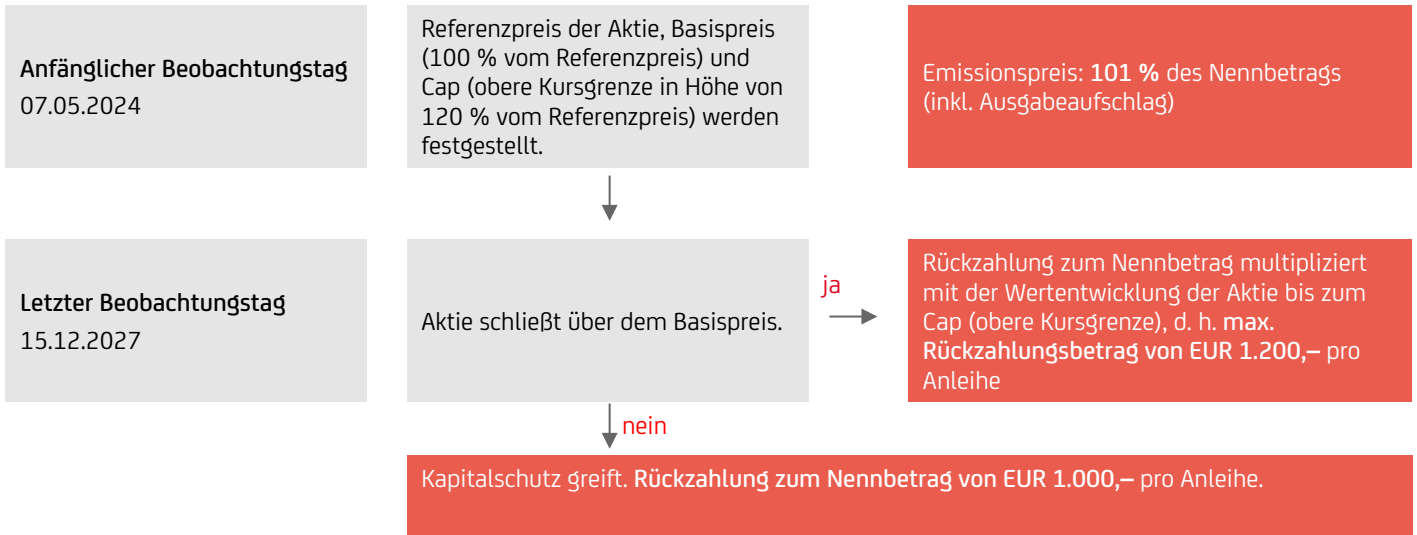 Anfänglicher Beobachtungstag
07.05.2024
Referenzpreis der Aktie, Basispreis
(100 % vom Referenzpreis) und
Cap (obere Kursgrenze in Höhe von
120 % vom Referenzpreis) werden
festgestellt.
Emissionspreis: 101 % des Nennbetrags
(inkl. Ausgabeaufschlag)
Letzter Beobachtungstag
15.12.2027
Aktie schließt über dem Basispreis.
ja
Rückzahlung zum Nennbetrag multipliziert
mit der Wertentwicklung der Aktie bis zum
Cap (obere Kursgrenze), d. h. max.
Rückzahlungsbetrag von EUR 1.200,– pro
Anleihe
nein
Kapitalschutz greift. Rückzahlung zum Nennbetrag von EUR 1.000,– pro Anleihe.